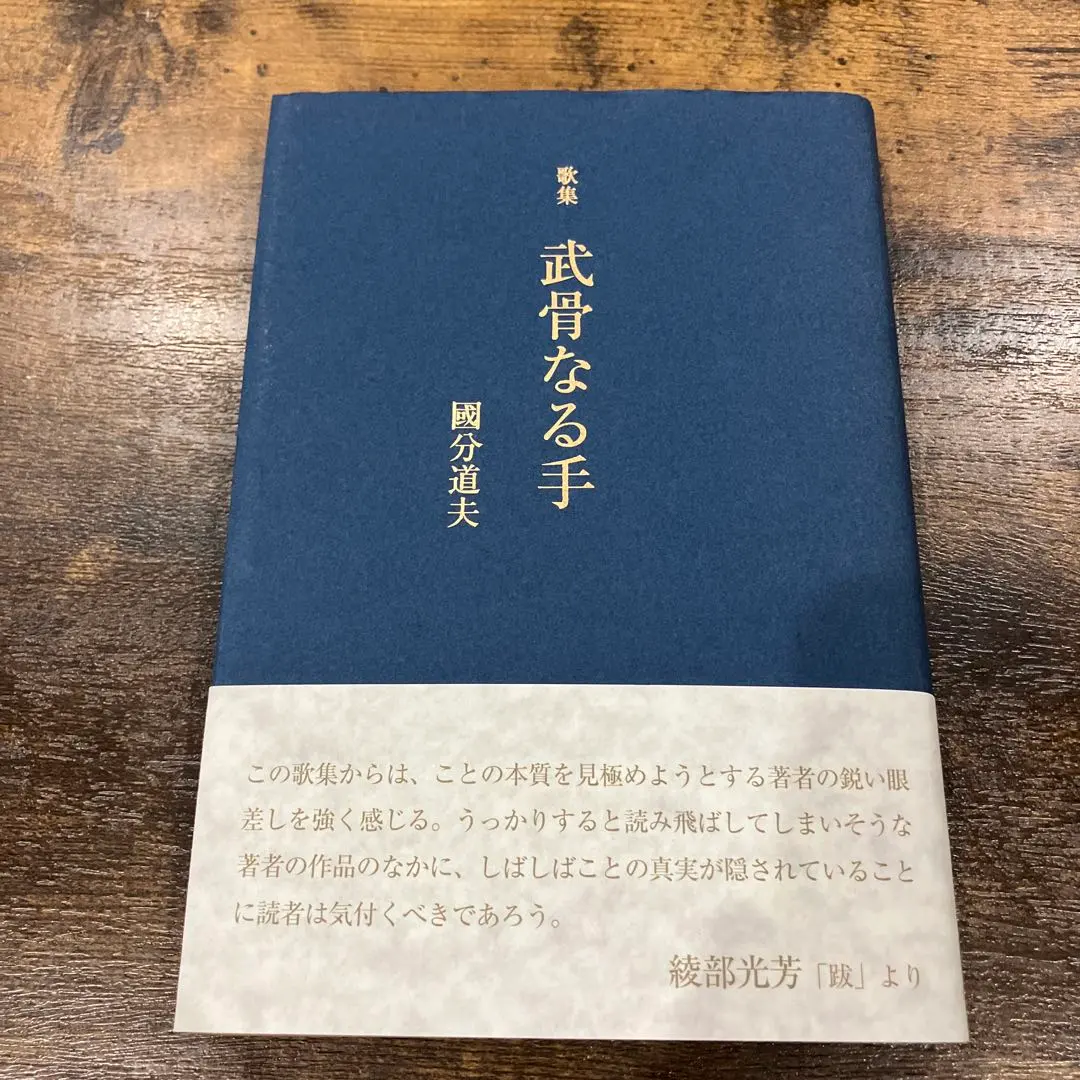 歌集 武骨なる手
國分道夫
この歌集からは、ことの本質を見極めようとする著者の鋭い眼
差しを強く感じる。うっかりすると読み飛ばしてしまいそうな
著者の作品のなかに、しばしばことの真実が隠されていること
に読者は気付くべきであろう。
綾部光芳「跋」より